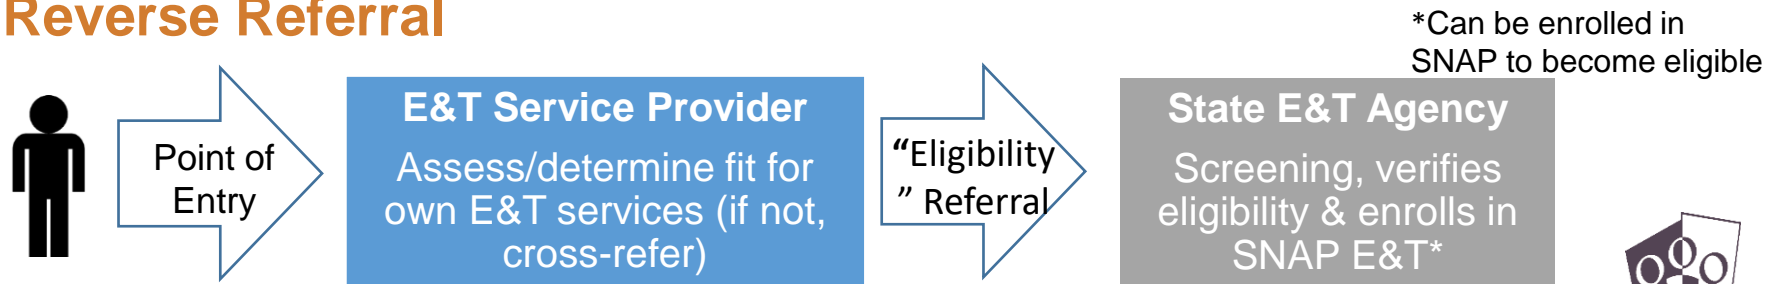 Reverse Referral
*Can be enrolled in
SNAP to become eligible
Point of
Entry
E&T Service Provider
Assess/determine fit for
own E&T services (if not,
cross-refer)
“Eligibility
” Referral
State E&T Agency
Screening, verifies
eligibility & enrolls in
SNAP E&T*